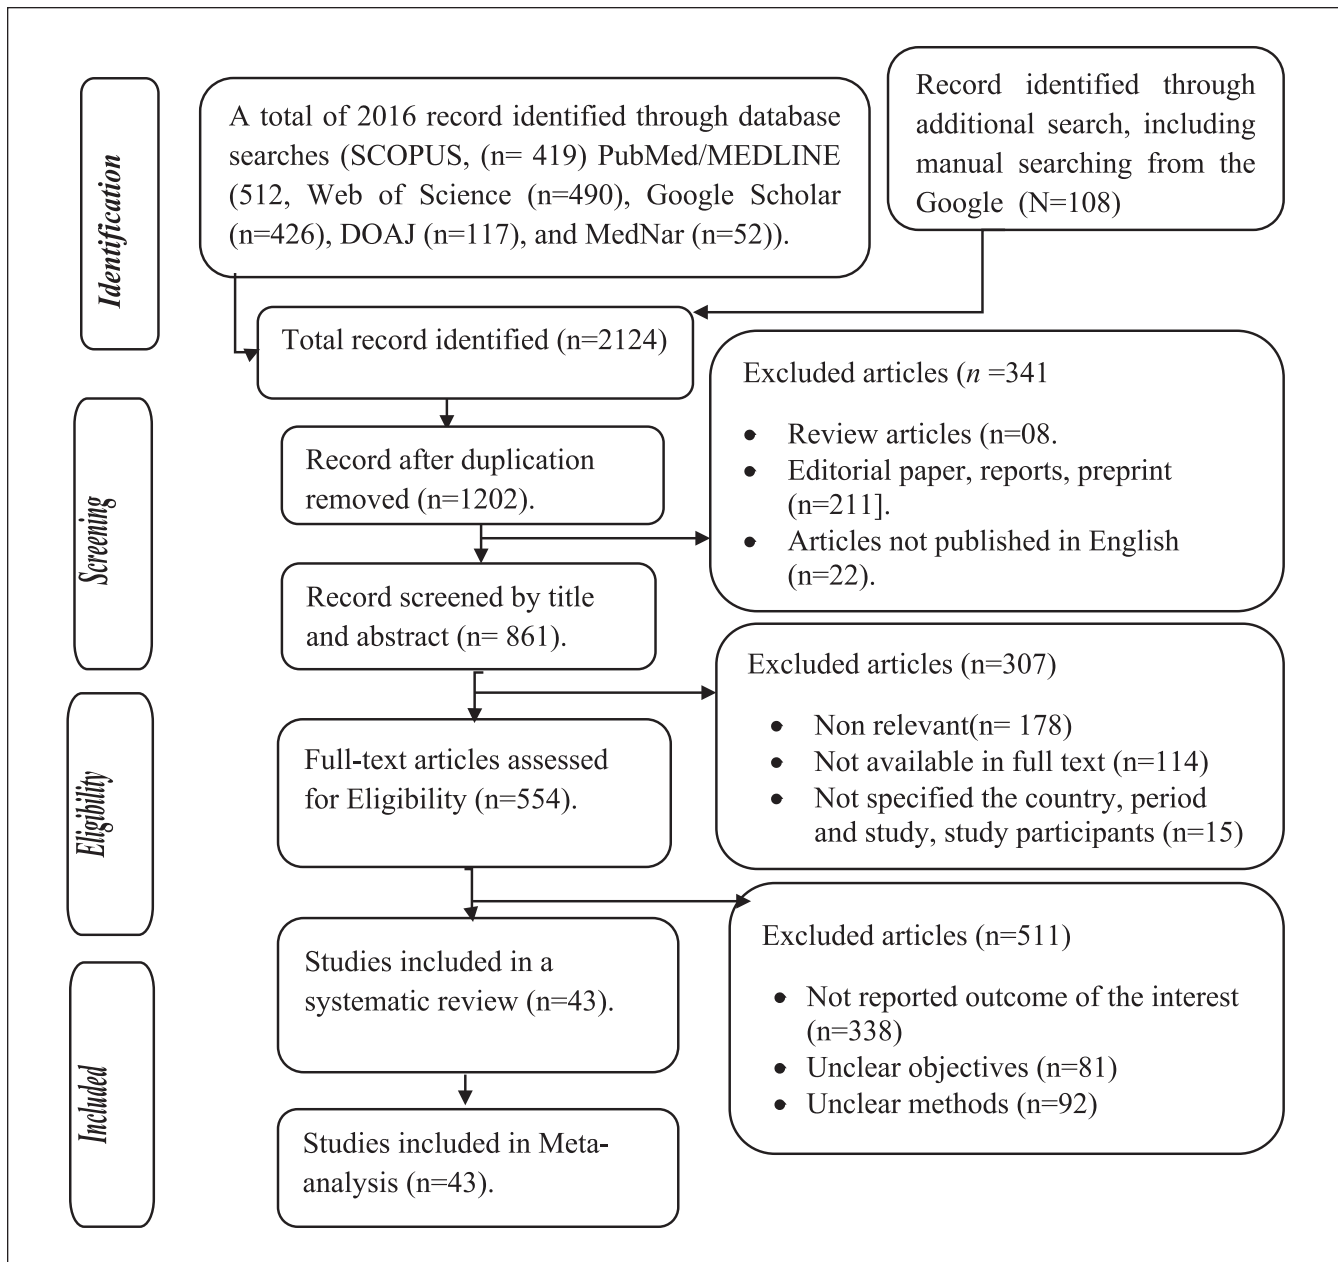 Identification
A total of 2016 record identified through database
searches (SCOPUS, (n= 419) PubMed/MEDLINE
(512, Web of Science (n=490), Google Scholar
(n=426), DOAJ (n=117), and MedNar (n=52)).
Record identified through
additional search, including
manual searching from the
Google (N=108)
Total record identified (n=2124)
Screening
Record after duplication
removed (n=1202).
Excluded articles (n =341
• Review articles (n=08.
• Editorial paper, reports, preprint
(n=211].
• Articles not published in English
(n=22).
Record screened by title
and abstract (n= 861).
Excluded articles (n=307)
• Non relevant(n= 178)
• Not available in full text (n=114)
• Not specified the country, period
and study, study participants (n=15)
Eligibility
Full-text articles assessed
for Eligibility (n=554).
Excluded articles (n=511)
• Not reported outcome of the interest
(n=338)
• Unclear objectives (n=81)
• Unclear methods (n=92)
Included
Studies included in a
systematic review (n=43).
Studies included in Meta-
analysis (n=43).